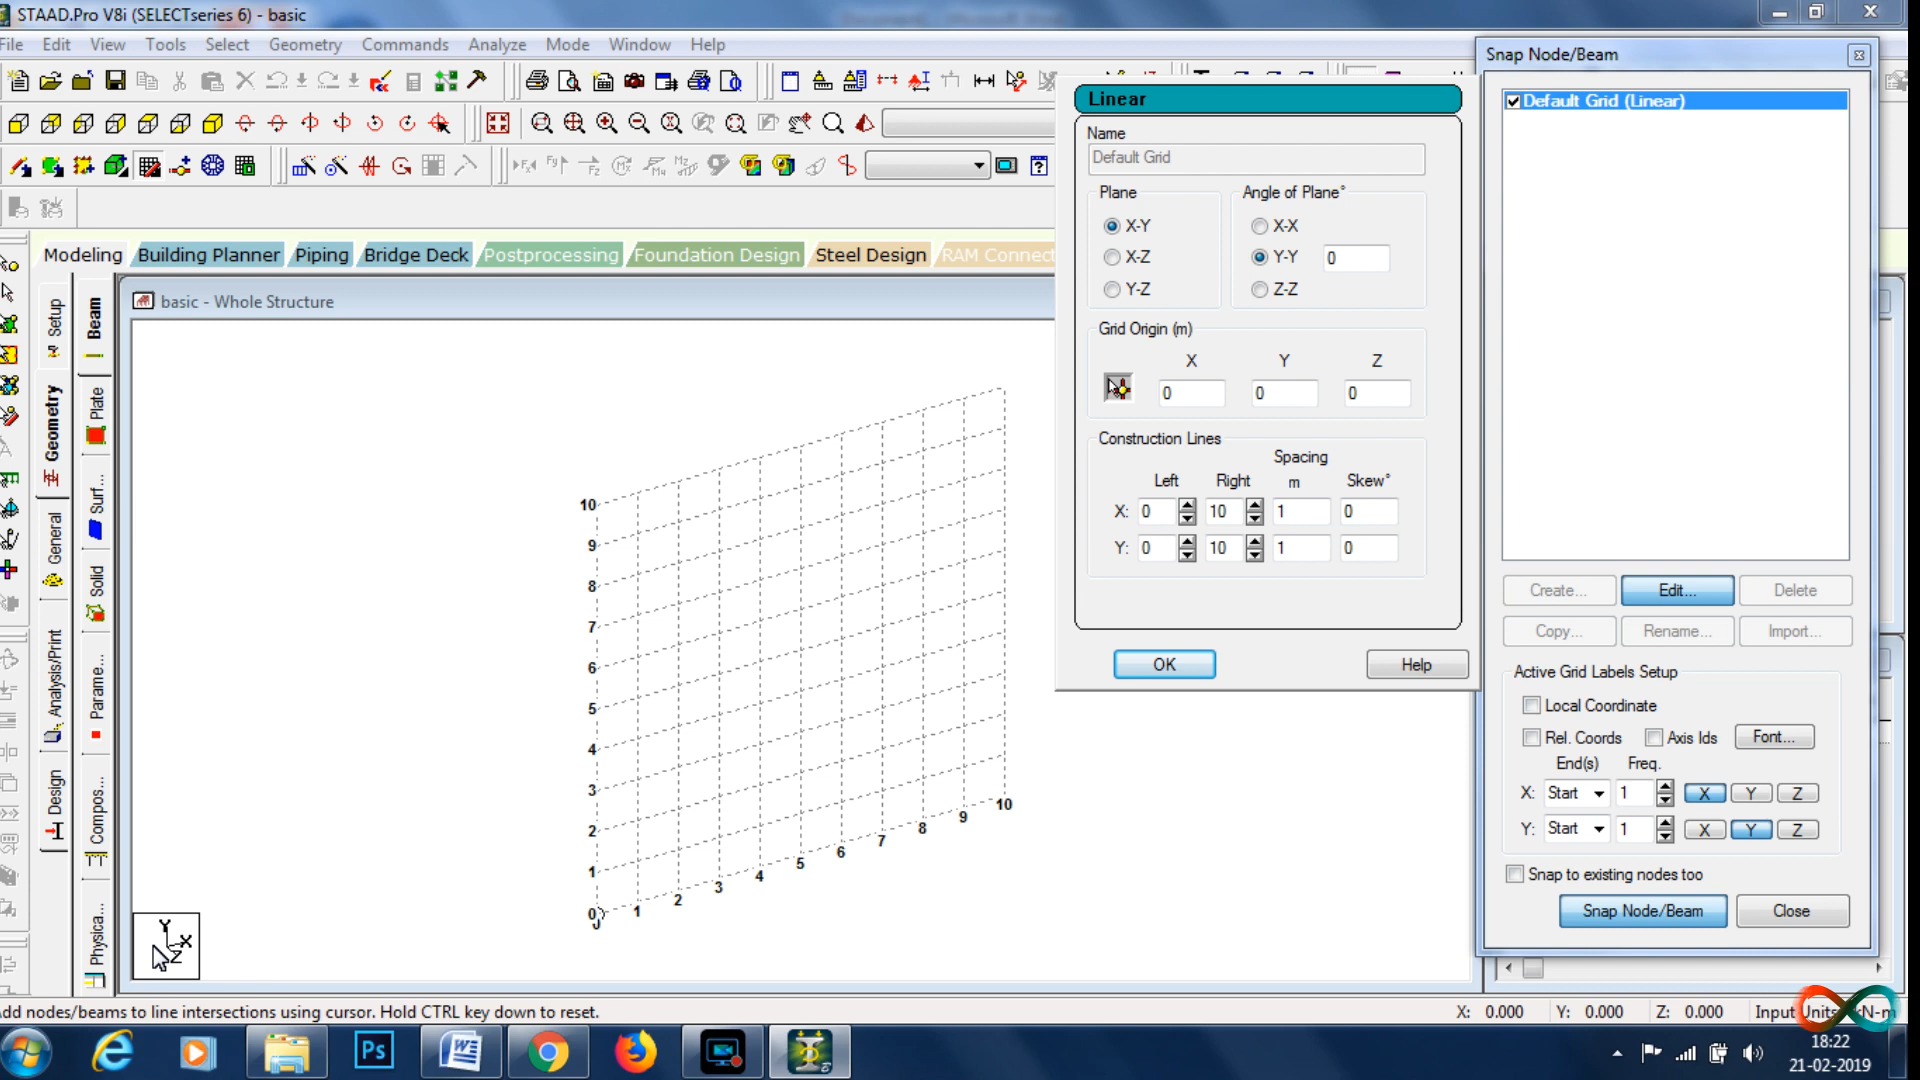 STAAD.Pro V8i (SELECTseries 6) - basic
File Edit View Tools Select Geometry Commands Analyze Mode Window Help
Modeling Building Planner Piping Bridge Deck Postprocessing Foundation Design Steel Design RAM Connect
basic - Whole Structure
Setup
Geometry
General
Analysis/Print
Design
Beam
Plate
Surf...
Solid
Parame...
Compos...
Physica...
10
9
8
7
6
5
4
3
2
1
0
1 2 3 4 5 6 7 8 9 10
Y
X
Z
Linear
Name
Default Grid
Plane
X-Y
X-Z
Y-Z
Angle of Plane°
X-X
Y-Y 0
Z-Z
Grid Origin (m)
X Y Z
0 0 0
Construction Lines
Spacing
Left Right m Skew°
X: 0 10 1 0
Y: 0 10 1 0
OK Help
Snap Node/Beam
Default Grid (Linear)
Create... Edit... Delete
Copy... Rename... Import...
Active Grid Labels Setup
Local Coordinate
Rel. Coords Axis Ids Font...
End(s) Freq.
X: Start 1 X Y Z
Y: Start 1 X Y Z
Snap to existing nodes too
Snap Node/Beam Close
dd nodes/beams to line intersections using cursor. Hold CTRL key down to reset.
X: 0.000 Y: 0.000 Z: 0.000 Input Units: kN-m
Ps
18:22
21-02-2019